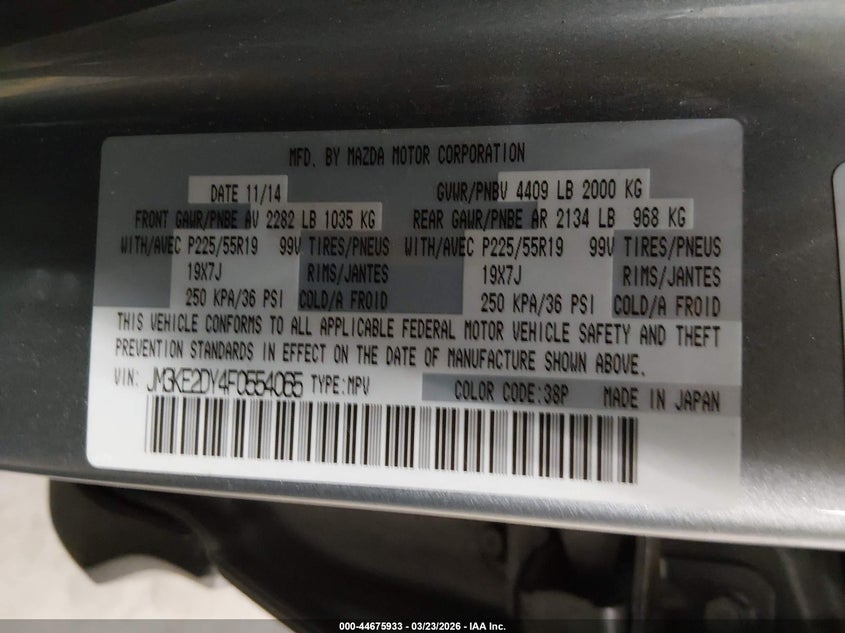 MFD. BY MAZDA MOTOR CORPORATION
DATE 11/14 GVWR/PNBV 4409 LB 2000 KG
FRONT GAWR/PNBE AV 2282 LB 1035 KG REAR GAWR/PNBE AR 2134 LB 968 KG
WITH/AVEC P225/55R19 99V TIRES/PNEUS WITH/AVEC P225/55R19 99V TIRES/PNEUS
19X7J RIMS/JANTES 19X7J RIMS/JANTES
250 KPA/36 PSI COLD/A FROID 250 KPA/36 PSI COLD/A FROID
THIS VEHICLE CONFORMS TO ALL APPLICABLE FEDERAL MOTOR VEHICLE SAFETY AND THEFT
PREVENTION STANDARDS IN EFFECT ON THE DATE OF MANUFACTURE SHOWN ABOVE.
VIN: JM3KE2DY4F0554065 TYPE:MPV COLOR CODE:38P MADE IN JAPAN
000-44675933 - 03/23/2026 - IAA Inc.